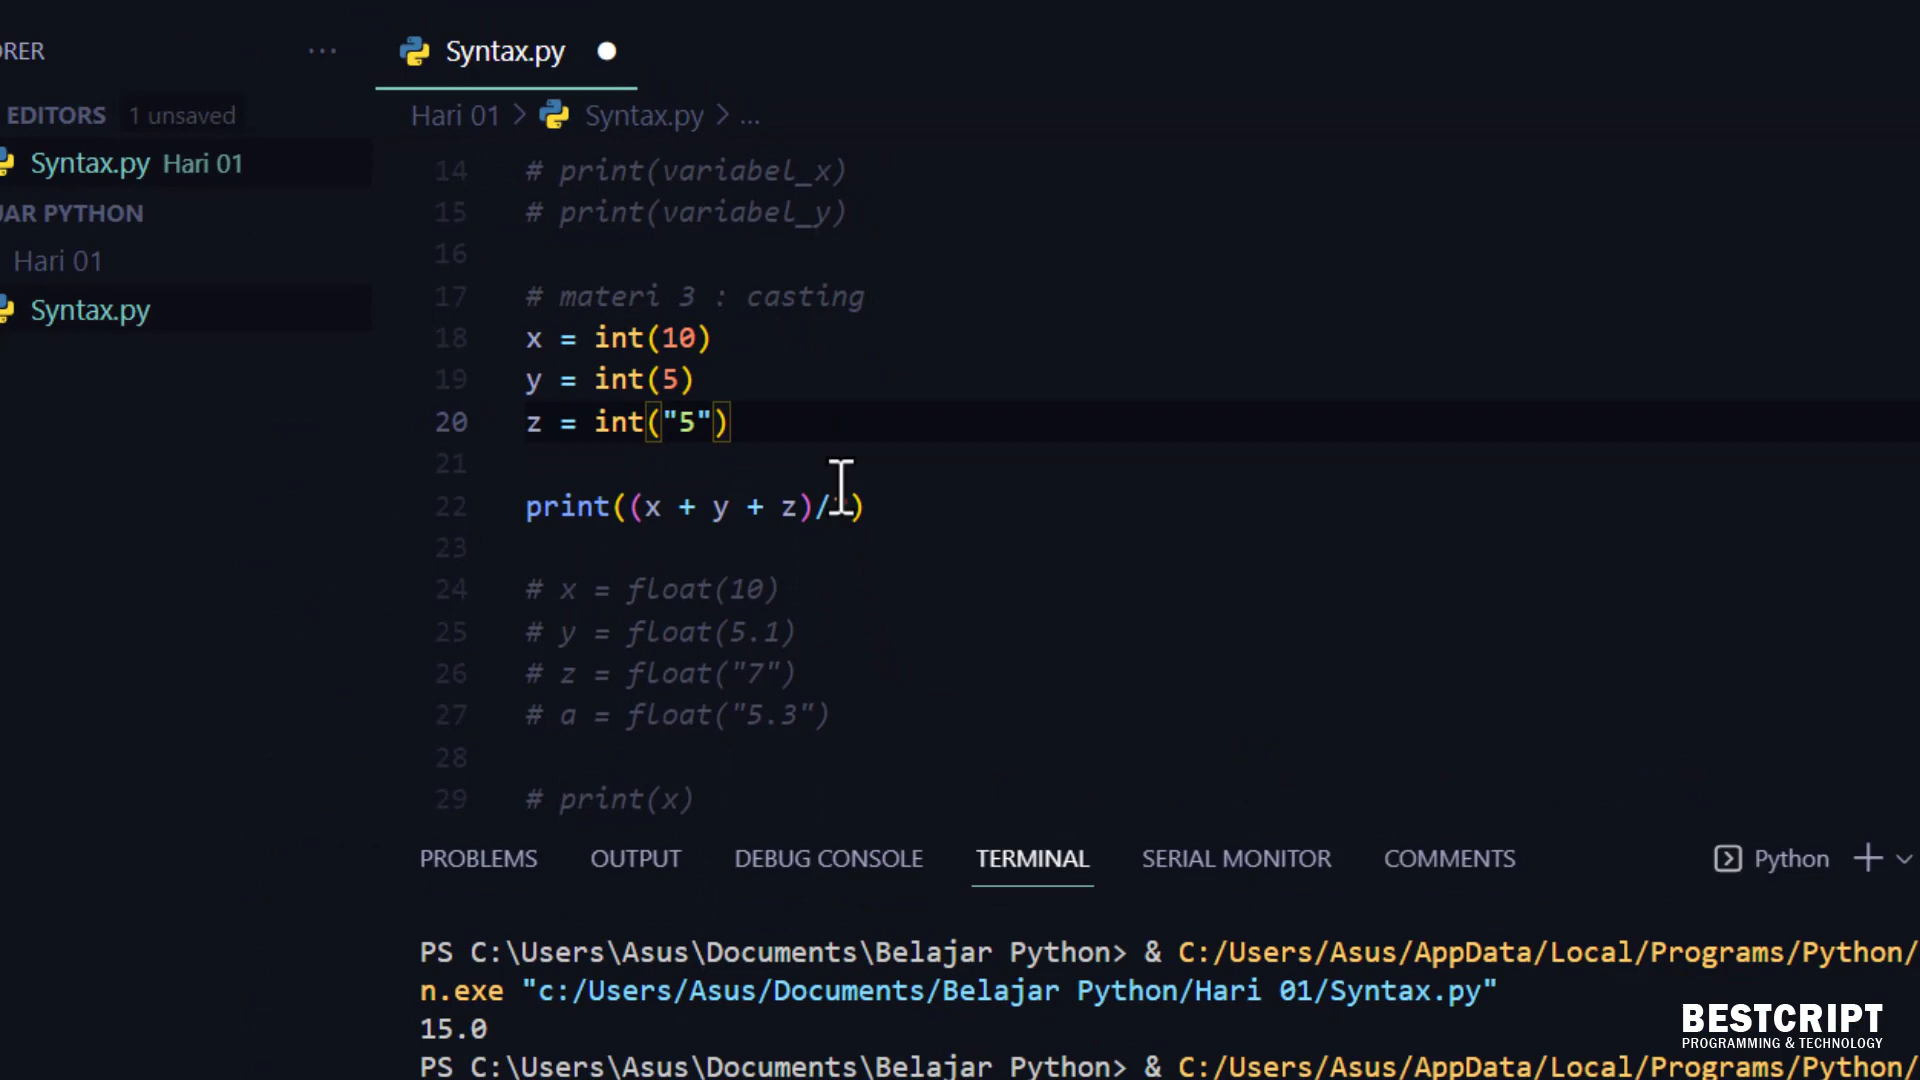 ORER ...
Syntax.py
EDITORS 1 unsaved
Hari 01 > Syntax.py > ...
Syntax.py Hari 01
JAR PYTHON
Hari 01
Syntax.py
14 # print(variabel_x)
15 # print(variabel_y)
16
17 # materi 3 : casting
18 x = int(10)
19 y = int(5)
20 z = int("5")
21
22 print((x + y + z)/ )
23
24 # x = float(10)
25 # y = float(5.1)
26 # z = float("7")
27 # a = float("5.3")
28
29 # print(x)
PROBLEMS OUTPUT DEBUG CONSOLE TERMINAL SERIAL MONITOR COMMENTS Python
PS C:\Users\Asus\Documents\Belajar Python> & C:/Users/Asus/AppData/Local/Programs/Python/
n.exe "c:/Users/Asus/Documents/Belajar Python/Hari 01/Syntax.py"
15.0
PS C:\Users\Asus\Documents\Belajar Python> & C:/Users/Asus/AppData/Local/Programs/Python/
BESTCRIPT
PROGRAMMING & TECHNOLOGY